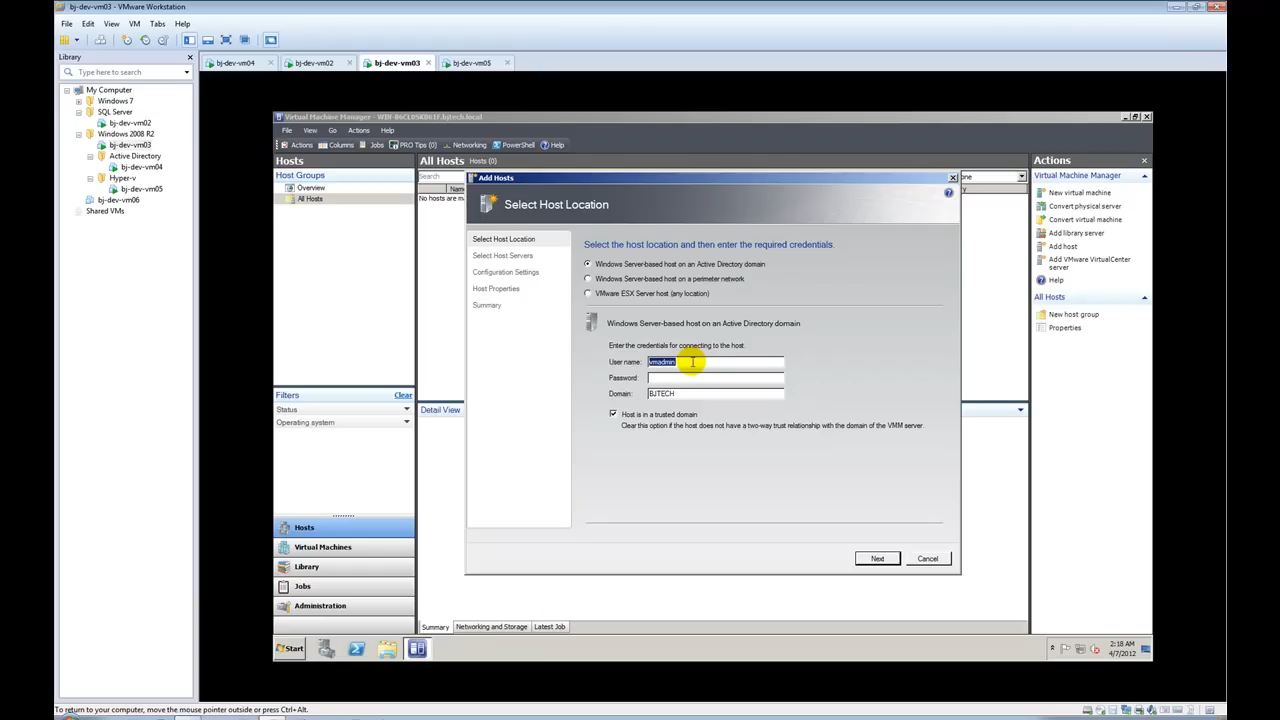 bj-dev-vm03 - VMware Workstation
File Edit View VM Tabs Help
Library
Type here to search
My Computer
Windows 7
SQL Server
bj-dev-vm02
Windows 2008 R2
bj-dev-vm03
Active Directory
bj-dev-vm04
Hyper-v
bj-dev-vm05
bj-dev-vm06
Shared VMs
bj-dev-vm04 bj-dev-vm02 bj-dev-vm03 bj-dev-vm05
Virtual Machine Manager - WIN-B6CL0SK861F.bjtech.local
File View Go Actions Help
Actions Columns Jobs PRO Tips (0) Networking PowerShell Help
Hosts
Host Groups
Overview
All Hosts
Filters Clear
Status
Operating system
Hosts
Virtual Machines
Library
Jobs
Administration
All Hosts Hosts (0)
Search
Detail View
Summary Networking and Storage Latest Job
Add Hosts
Select Host Location
Select Host Location
Select Host Servers
Configuration Settings
Host Properties
Summary
Select the host location and then enter the required credentials.
Windows Server-based host on an Active Directory domain
Windows Server-based host on a perimeter network
VMware ESX Server host (any location)
Windows Server-based host on an Active Directory domain
Enter the credentials for connecting to the host.
User name: vmadmin
Password:
Domain: BJTECH
Host is in a trusted domain
Clear this option if the host does not have a two-way trust relationship with the domain of the VMM server.
Next Cancel
Actions
Virtual Machine Manager
New virtual machine
Convert physical server
Convert virtual machine
Add library server
Add host
Add VMware VirtualCenter
server
Help
All Hosts
New host group
Properties
Start
2:18 AM
4/7/2012
To return to your computer, move the mouse pointer outside or press Ctrl+Alt.